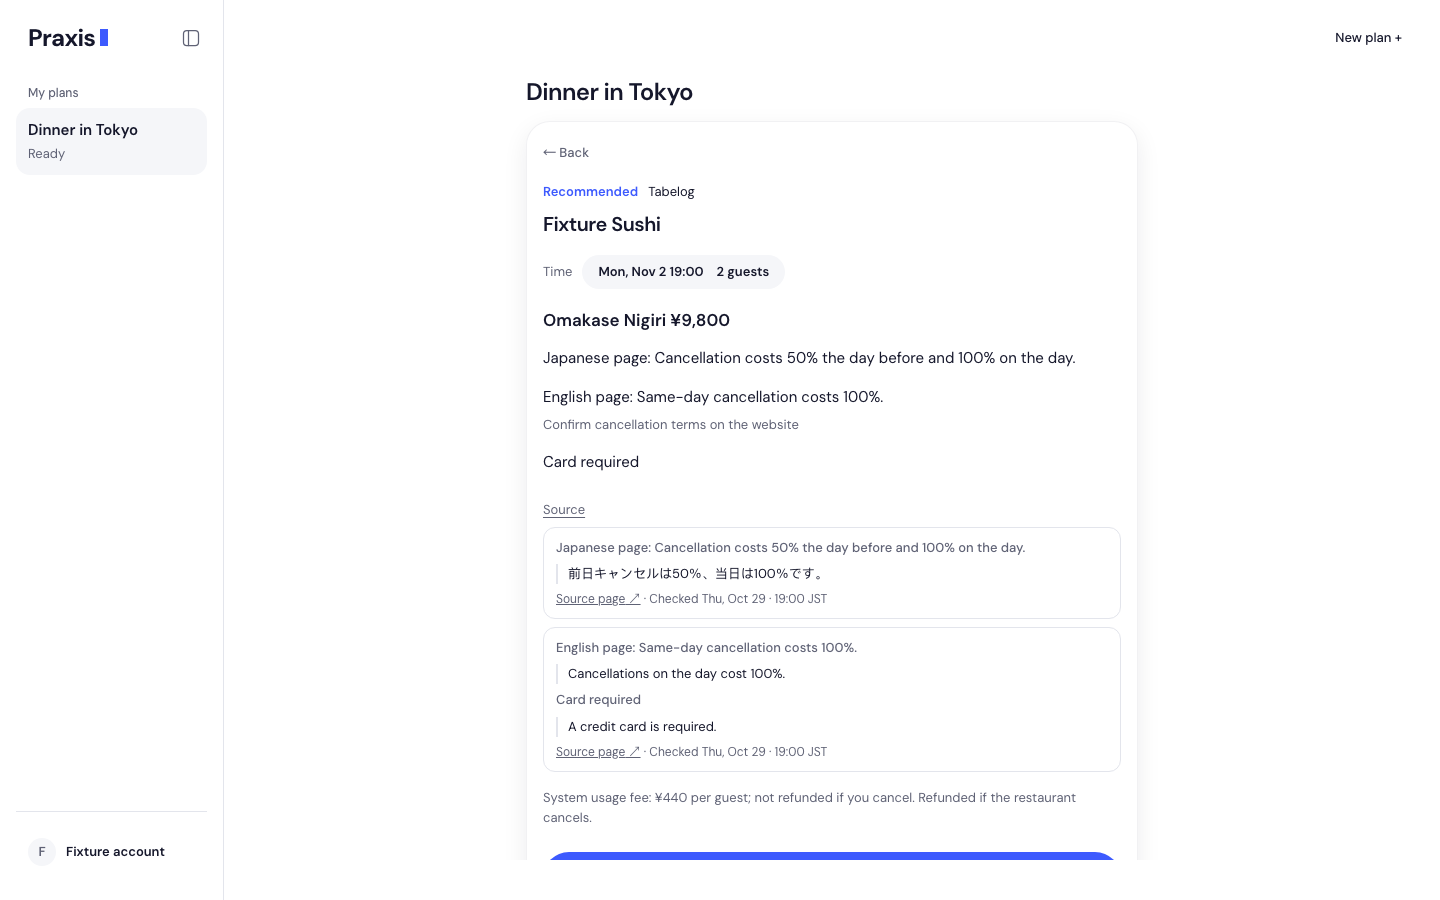 Praxis
New plan +
My plans
Dinner in Tokyo
Ready
Dinner in Tokyo
← Back
Recommended Tabelog
Fixture Sushi
Time Mon, Nov 2 19:00 2 guests
Omakase Nigiri ¥9,800
Japanese page: Cancellation costs 50% the day before and 100% on the day.
English page: Same-day cancellation costs 100%.
Confirm cancellation terms on the website
Card required
Source
Japanese page: Cancellation costs 50% the day before and 100% on the day.
前日キャンセルは50%、当日は100%です。
Source page ↗ · Checked Thu, Oct 29 · 19:00 JST
English page: Same-day cancellation costs 100%.
Cancellations on the day cost 100%.
Card required
A credit card is required.
Source page ↗ · Checked Thu, Oct 29 · 19:00 JST
System usage fee: ¥440 per guest; not refunded if you cancel. Refunded if the restaurant
cancels.
F Fixture account